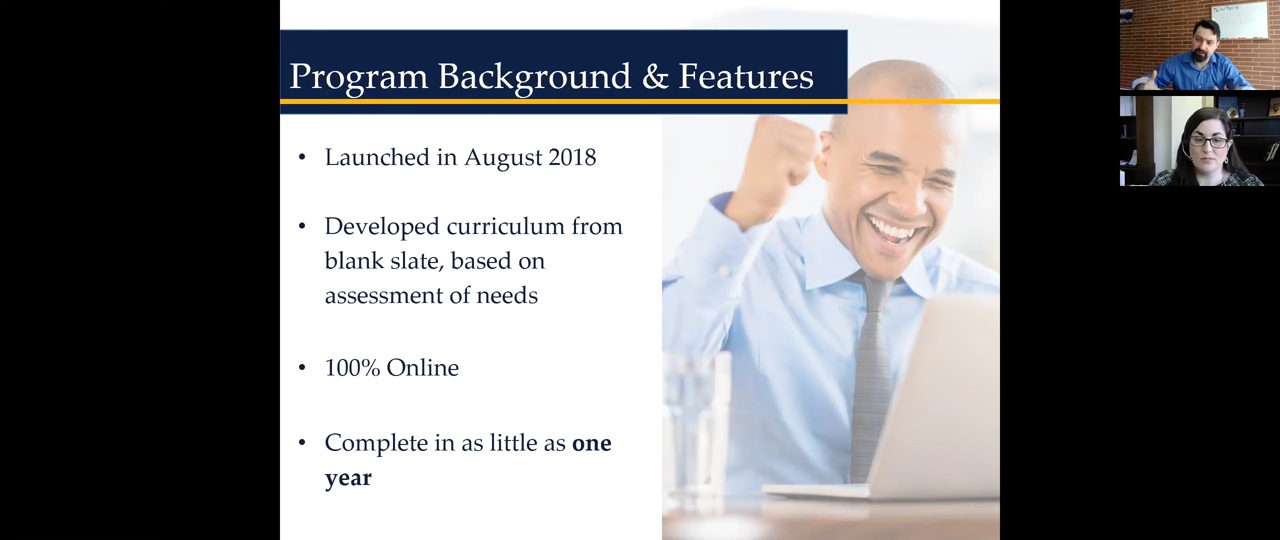 Program Background & Features
• Launched in August 2018
• Developed curriculum from
blank slate, based on
assessment of needs
• 100% Online
• Complete in as little as one
year